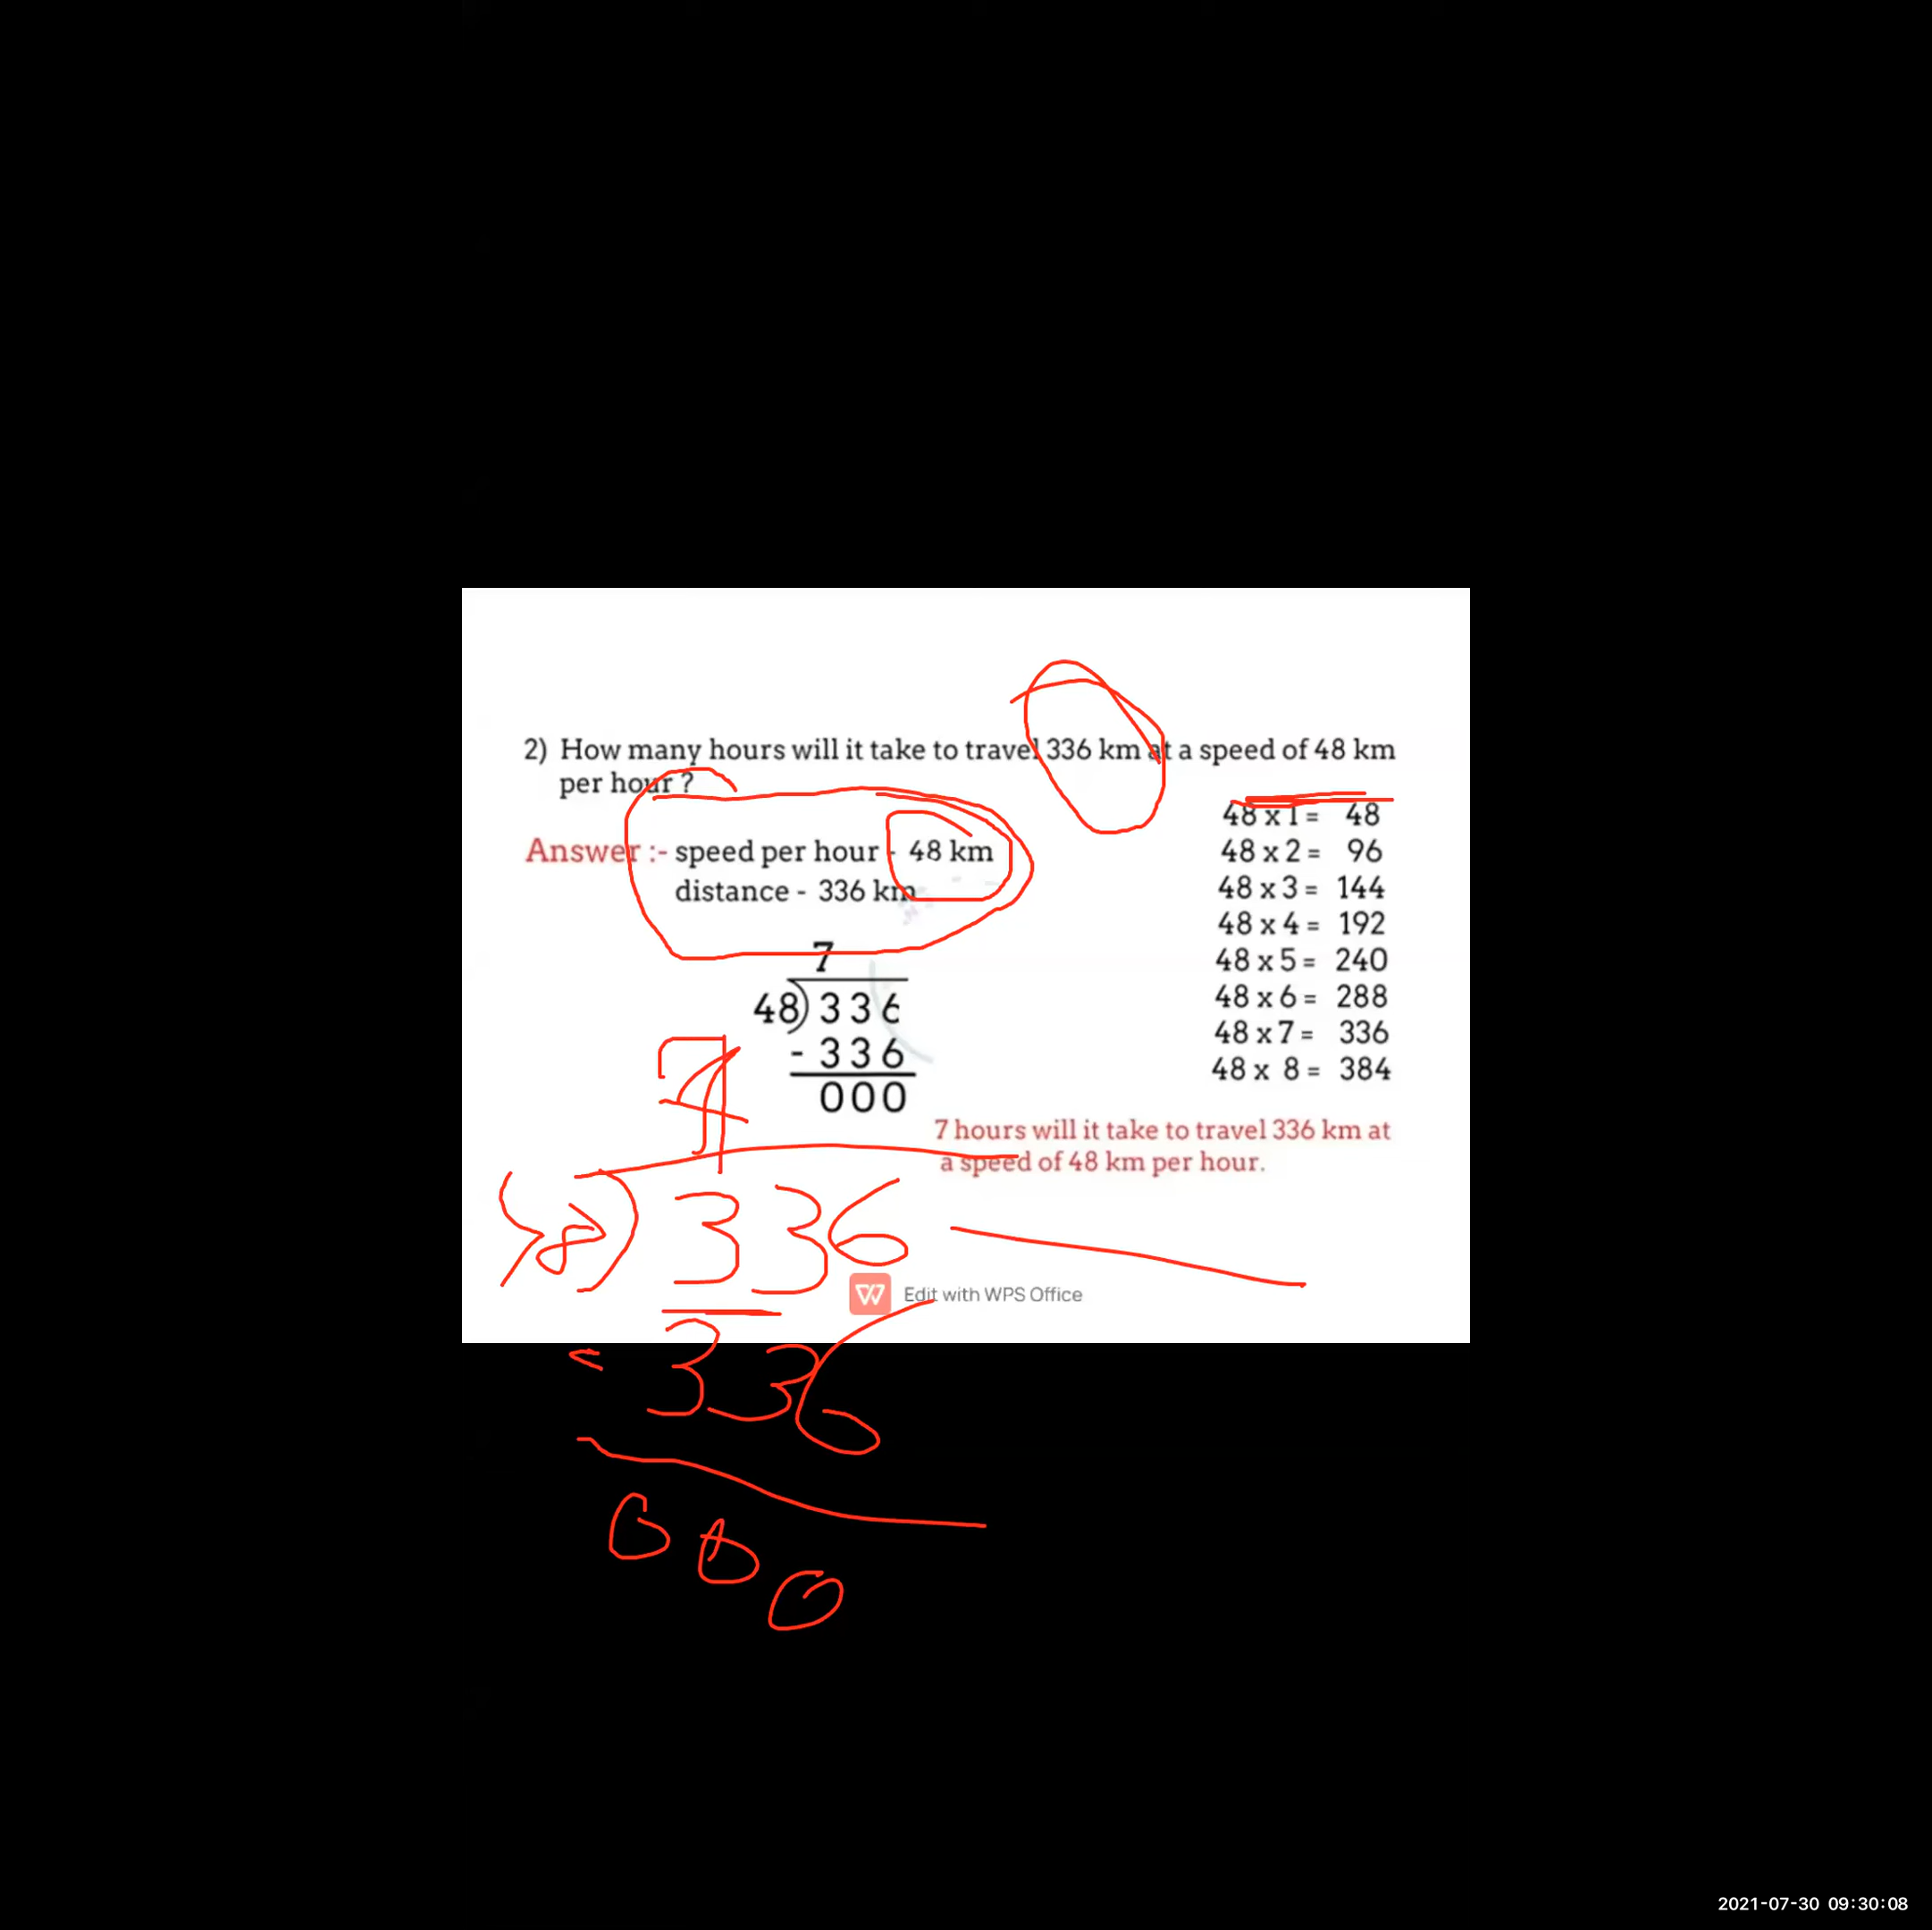 2) How many hours will it take to travel 336 km at a speed of 48 km
per hour ?
Answer :- speed per hour - 48 km
distance - 336 km
7
48)336
- 336
000
48 x 1 = 48
48 x 2 = 96
48 x 3 = 144
48 x 4 = 192
48 x 5 = 240
48 x 6 = 288
48 x 7 = 336
48 x 8 = 384
7 hours will it take to travel 336 km at
a speed of 48 km per hour.
7
48)336
= 336
000
Edit with WPS Office
2021-07-30 09:30:08